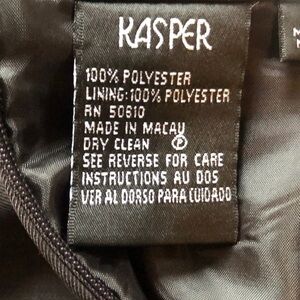 KASPER
100% POLYESTER
LINING: 100% POLYESTER
RN 50810
MADE IN MACAU
DRY CLEAN Ⓟ
SEE REVERSE FOR CARE
INSTRUCTIONS AU DOS
VER AL DORSO PARA CUIDADO